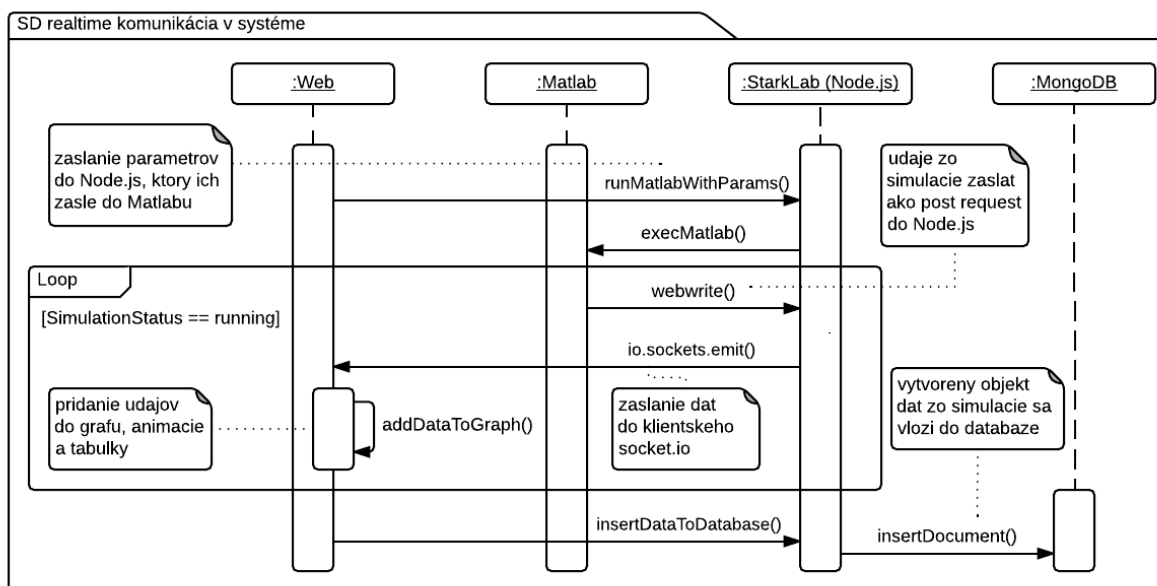 SD realtime komunikácia v systéme
:Web
:Matlab
:StarkLab (Node.js)
:MongoDB
zaslanie parametrov
do Node.js, ktory ich
zasle do Matlabu
runMatlabWithParams()
udaje zo
simulacie zaslat
ako post request
do Node.js
execMatlab()
Loop
[SimulationStatus == running]
webwrite()
io.sockets.emit()
pridanie udajov
do grafu, animacie
a tabulky
addDataToGraph()
zaslanie dat
do klientskeho
socket.io
vytvoreny objekt
dat zo simulacie sa
vlozi do databaze
insertDataToDatabase()
insertDocument()